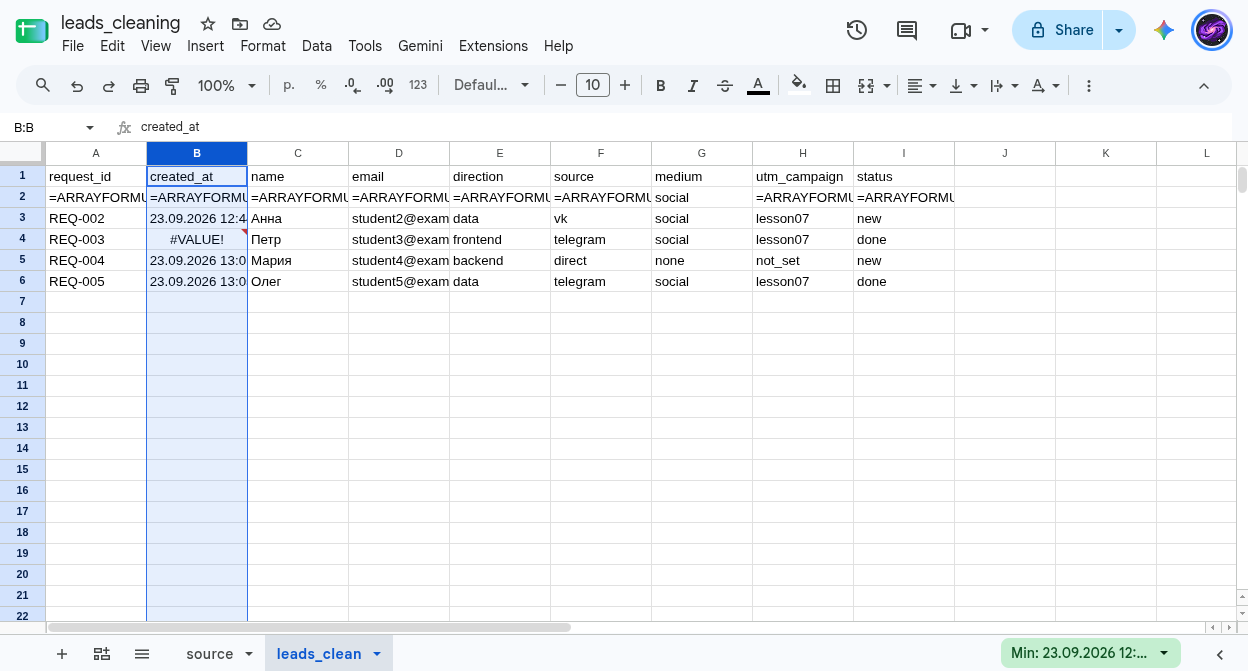 leads_cleaning
File Edit View Insert Format Data Tools Gemini Extensions Help
Share
100% р. % .0 .00 123 Defaul... 10 B I A A
B:B fx created_at
A B C D E F G H I J K L
1 request_id created_at name email direction source medium utm_campaign status
2 =ARRAYFORMU =ARRAYFORMU =ARRAYFORMU =ARRAYFORMU =ARRAYFORMU =ARRAYFORMU social =ARRAYFORMU =ARRAYFORMU
3 REQ-002 23.09.2026 12:4 Анна student2@exam data vk social lesson07 new
4 REQ-003 #VALUE! Петр student3@exam frontend telegram social lesson07 done
5 REQ-004 23.09.2026 13:0 Мария student4@exam backend direct none not_set new
6 REQ-005 23.09.2026 13:0 Олег student5@exam data telegram social lesson07 done
7
8
9
10
11
12
13
14
15
16
17
18
19
20
21
22
source leads_clean Min: 23.09.2026 12:...